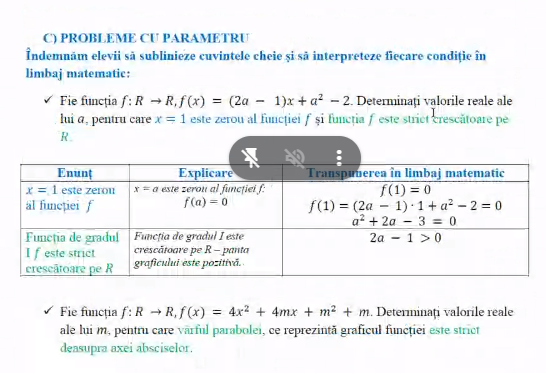 C) PROBLEME CU PARAMETRU
Îndemnăm elevii să sublinieze cuvintele cheie și să interpreteze fiecare condiție în
limbaj matematic:
✓ Fie funcția f: R → R, f(x) = (2a − 1)x + a² − 2. Determinați valorile reale ale
lui a, pentru care x = 1 este zerou al funcției f și funcția f este strict crescătoare pe
R.
Enunț Explicare Transpunerea în limbaj matematic
x = 1 este zerou
al funcției f
x = a este zerou al funcției f:
f(a) = 0
f(1) = 0
f(1) = (2a − 1) · 1 + a² − 2 = 0
a² + 2a − 3 = 0
Funcția de gradul
I f este strict
crescătoare pe R
Funcția de gradul I este
crescătoare pe R – panta
graficului este pozitivă.
2a − 1 > 0
✓ Fie funcția f: R → R, f(x) = 4x² + 4mx + m² + m. Determinați valorile reale
ale lui m, pentru care vârful parabolei, ce reprezintă graficul funcției este strict
deasupra axei absciselor.